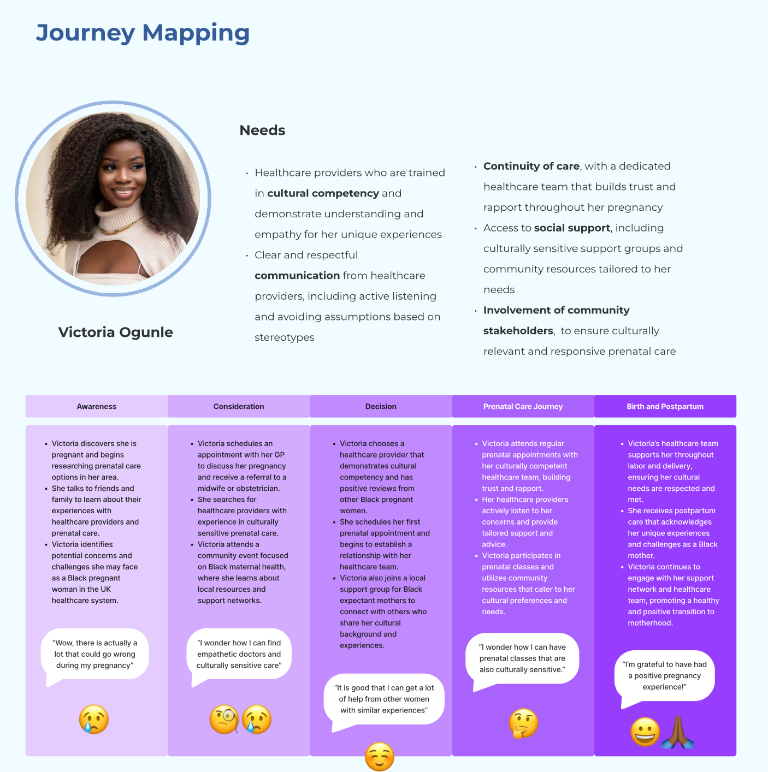 Journey Mapping
Needs
• Healthcare providers who are trained
in cultural competency and
demonstrate understanding and
empathy for her unique experiences
• Clear and respectful
communication from healthcare
providers, including active listening
and avoiding assumptions based on
stereotypes
• Continuity of care, with a dedicated
healthcare team that builds trust and
rapport throughout her pregnancy
• Access to social support, including
culturally sensitive support groups and
community resources tailored to her
needs
• Involvement of community
stakeholders, to ensure culturally
relevant and responsive prenatal care
Victoria Ogunle
Awareness
• Victoria discovers she is
pregnant and begins
researching prenatal care
options in her area.
• She talks to friends and
family to learn about their
experiences with
healthcare providers and
prenatal care.
• Victoria identifies
potential concerns and
challenges she may face
as a Black pregnant
woman in the UK
healthcare system.
"Wow, there is actually a
lot that could go wrong
during my pregnancy"
Consideration
• Victoria schedules an
appointment with her GP
to discuss her pregnancy
and receive a referral to a
midwife or obstetrician.
• She searches for
healthcare providers with
experience in culturally
sensitive prenatal care.
• Victoria attends a
community event focused
on Black maternal health,
where she learns about
local resources and
support networks.
"I wonder how I can find
empathetic doctors and
culturally sensitive care"
Decision
• Victoria chooses a
healthcare provider that
demonstrates cultural
competency and has
positive reviews from
other Black pregnant
women.
• She schedules her first
prenatal appointment and
begins to establish a
relationship with her
healthcare team.
• Victoria also joins a local
support group for Black
expectant mothers to
connect with others who
share her cultural
background and
experiences.
"It is good that I can get a lot
of help from other women
with similar experiences"
Prenatal Care Journey
• Victoria attends regular
prenatal appointments with
her culturally competent
healthcare team, building
trust and rapport.
• Her healthcare providers
actively listen to her
concerns and provide
tailored support and
advice.
• Victoria participates in
prenatal classes and
utilizes community
resources that cater to her
cultural preferences and
needs.
"I wonder how I can have
prenatal classes that are
also culturally sensitive."
Birth and Postpartum
• Victoria's healthcare team
supports her throughout
labor and delivery,
ensuring her cultural
needs are respected and
met.
• She receives postpartum
care that acknowledges
her unique experiences
and challenges as a Black
mother.
• Victoria continues to
engage with her support
network and healthcare
team, promoting a healthy
and positive transition to
motherhood.
"I'm grateful to have had
a positive pregnancy
experience!"